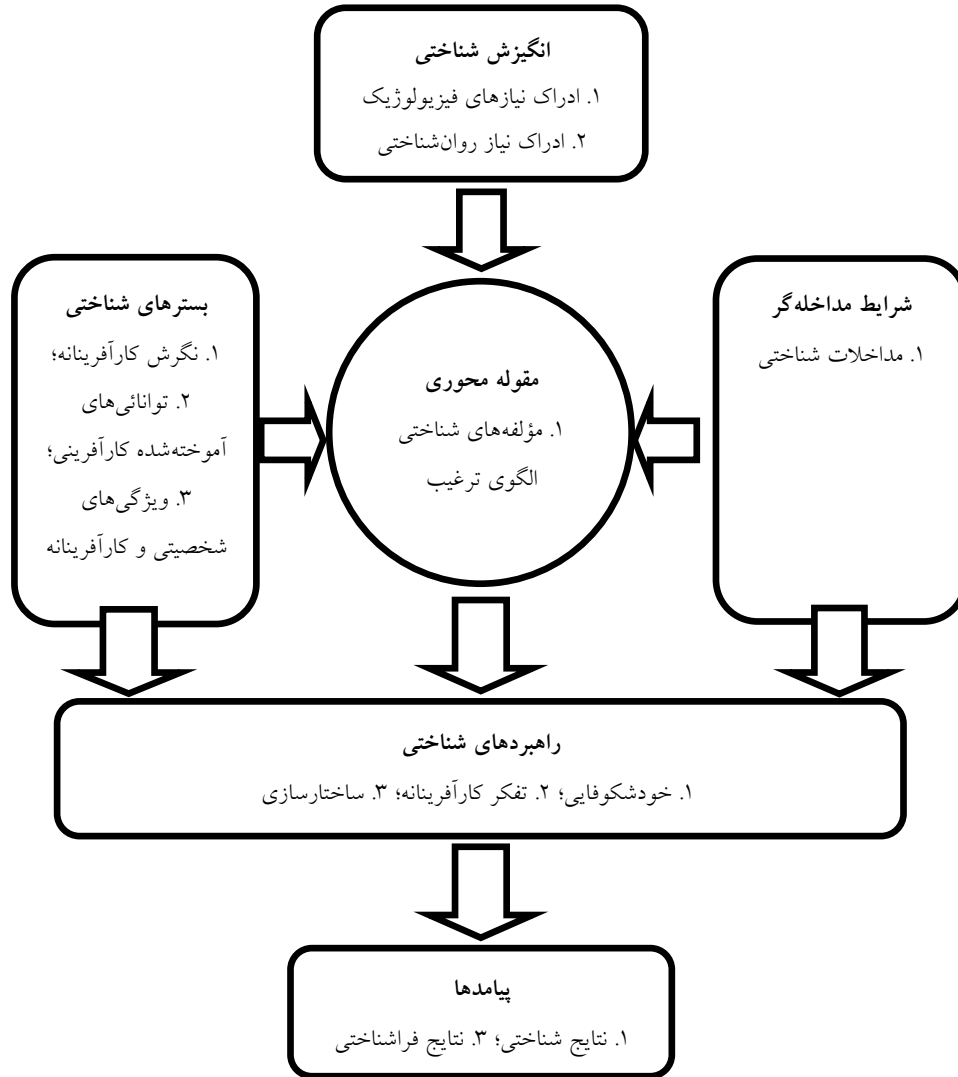 انگیزش شناختی
۱. ادراک نیازهای فیزیولوژیک
۲. ادراک نیاز روان‌شناختی
شرایط مداخله‌گر
۱. مداخلات شناختی
مقوله محوری
۱. مؤلفه‌های شناختی
الگوی ترغیب
بسترهای شناختی
۱. نگرش کارآفرینانه؛
۲. توانائی‌های
آموخته‌شده کارآفرینی؛
۳. ویژگی‌های
شخصیتی و کارآفرینانه
راهبردهای شناختی
۱. خودشکوفایی؛ ۲. تفکر کارآفرینانه؛ ۳. ساختارسازی
پیامدها
۱. نتایج شناختی؛ ۳. نتایج فراشناختی